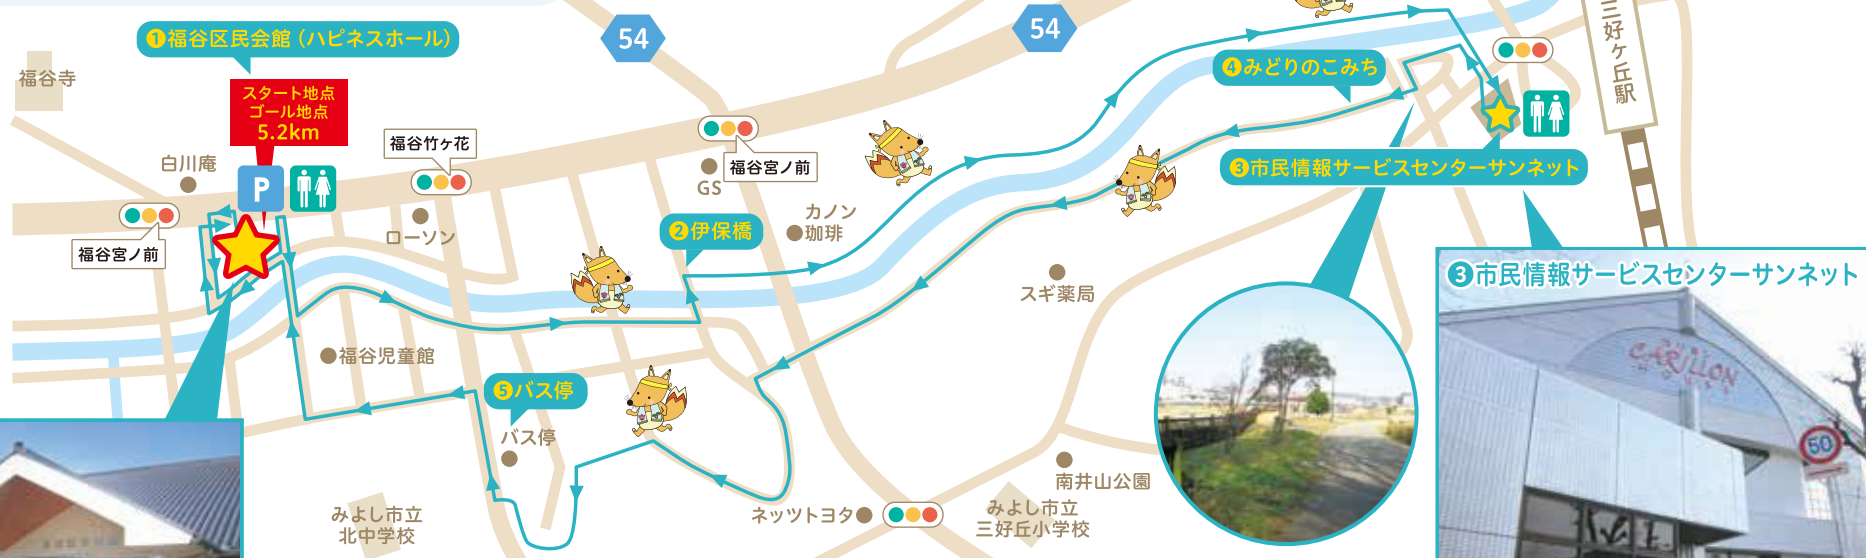 ❶福谷区民会館（ハピネスホール）
54
54
三好ヶ丘駅
福谷寺
スタート地点
ゴール地点
5.2km
❹みどりのこみち
福谷竹ヶ花
白川庵
P
福谷宮ノ前
GS
❸市民情報サービスセンターサンネット
福谷宮ノ前
ローソン
❷伊保橋
カノン
珈琲
スギ薬局
❸市民情報サービスセンターサンネット
福谷児童館
❺バス停
バス停
CARILLON
50
みよし市立
北中学校
ネッツトヨタ
南井山公園
みよし市立
三好丘小学校